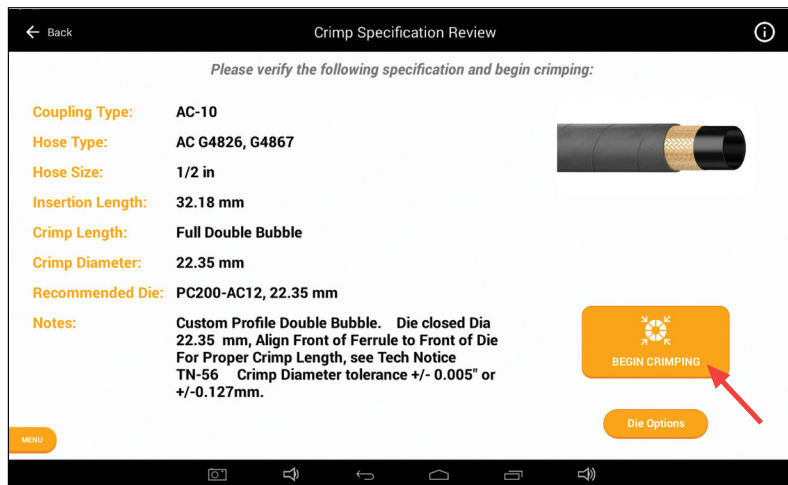 Back
Crimp Specification Review
Please verify the following specification and begin crimping:
Coupling Type: AC-10
Hose Type: AC G4826, G4867
Hose Size: 1/2 in
Insertion Length: 32.18 mm
Crimp Length: Full Double Bubble
Crimp Diameter: 22.35 mm
Recommended Die: PC200-AC12, 22.35 mm
Notes: Custom Profile Double Bubble. Die closed Dia
22.35 mm, Align Front of Ferrule to Front of Die
For Proper Crimp Length, see Tech Notice
TN-56 Crimp Diameter tolerance +/- 0.005" or
+/-0.127mm.
BEGIN CRIMPING
Die Options
MENU